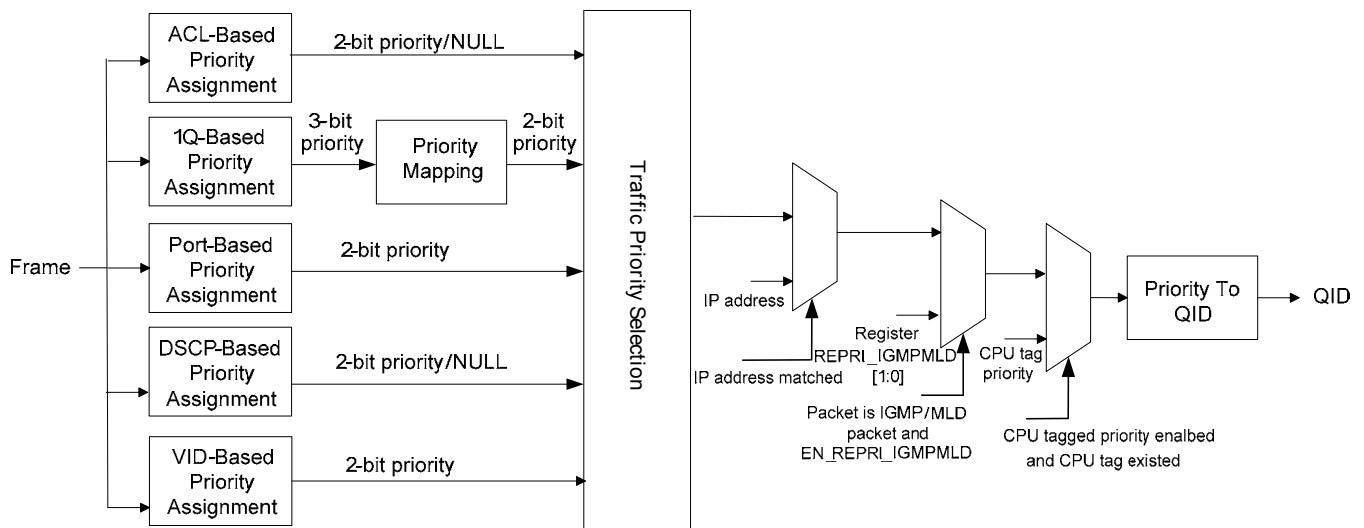 ACL-Based
Priority
Assignment
2-bit priority/NULL
1Q-Based
Priority
Assignment
3-bit
priority
Priority
Mapping
2-bit
priority
Frame
Port-Based
Priority
Assignment
2-bit priority
DSCP-Based
Priority
Assignment
2-bit priority/NULL
VID-Based
Priority
Assignment
2-bit priority
Traffic Priority Selection
IP address
IP address matched
Register
REPRI_IGMPMLD
[1:0]
Packet is IGMP/MLD
packet and
EN_REPRI_IGMPMLD
CPU tag
priority
CPU tagged priority enalbed
and CPU tag existed
Priority To
QID
QID